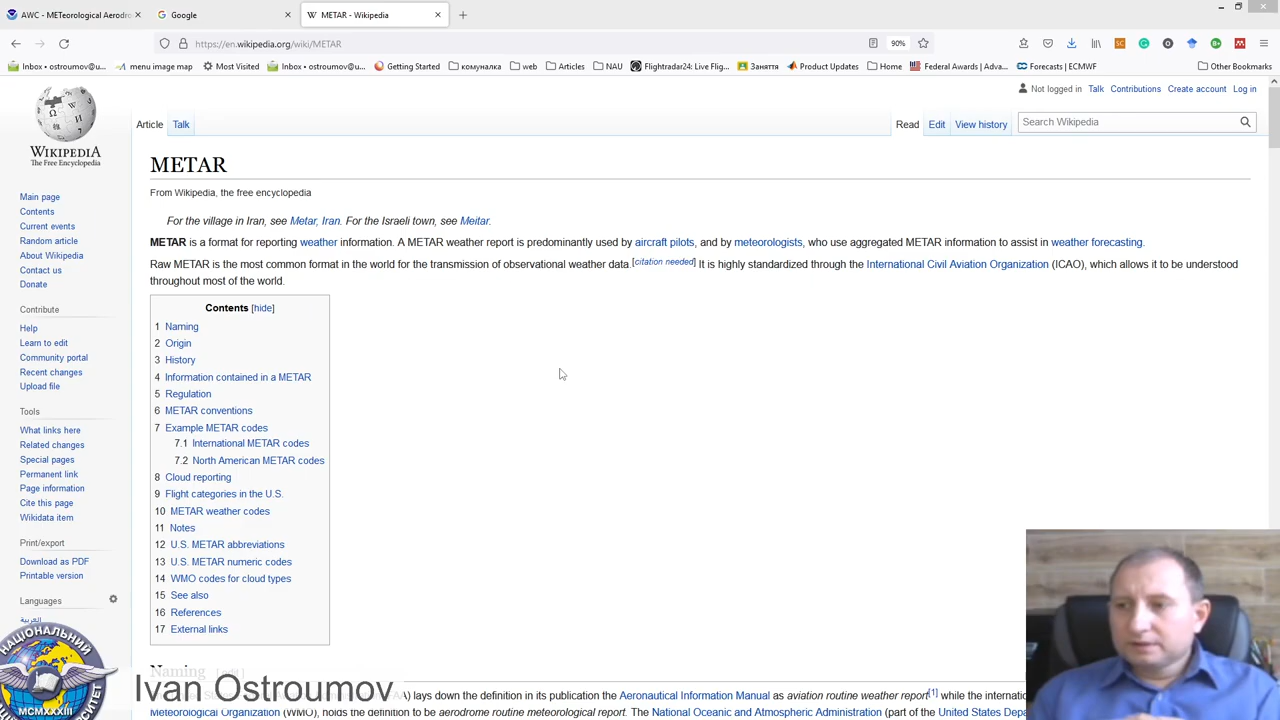 AWC - METeorological Aerodro
Google
METAR - Wikipedia
https://en.wikipedia.org/wiki/METAR
90%
Inbox • ostroumov@u...
menu image map
Most Visited
Inbox • ostroumov@u...
Getting Started
комуналка
web
Articles
NAU
Flightradar24: Live Flig...
Заняття
Product Updates
Home
Federal Awards | Adva...
Forecasts | ECMWF
Other Bookmarks
Not logged in Talk Contributions Create account Log in
Article Talk
Read Edit View history
Search Wikipedia
WIKIPEDIA
The Free Encyclopedia
Main page
Contents
Current events
Random article
About Wikipedia
Contact us
Donate
Contribute
Help
Learn to edit
Community portal
Recent changes
Upload file
Tools
What links here
Related changes
Special pages
Permanent link
Page information
Cite this page
Wikidata item
Print/export
Download as PDF
Printable version
Languages
العربية
METAR
From Wikipedia, the free encyclopedia
For the village in Iran, see Metar, Iran. For the Israeli town, see Meitar.
METAR is a format for reporting weather information. A METAR weather report is predominantly used by aircraft pilots, and by meteorologists, who use aggregated METAR information to assist in weather forecasting.
Raw METAR is the most common format in the world for the transmission of observational weather data.[citation needed] It is highly standardized through the International Civil Aviation Organization (ICAO), which allows it to be understood
throughout most of the world.
Contents [hide]
1 Naming
2 Origin
3 History
4 Information contained in a METAR
5 Regulation
6 METAR conventions
7 Example METAR codes
7.1 International METAR codes
7.2 North American METAR codes
8 Cloud reporting
9 Flight categories in the U.S.
10 METAR weather codes
11 Notes
12 U.S. METAR abbreviations
13 U.S. METAR numeric codes
14 WMO codes for cloud types
15 See also
16 References
17 External links
Naming [edit]
lays down the definition in its publication the Aeronautical Information Manual as aviation routine weather report[1] while the
Meteorological Organization (WMO), the definition to be routine meteorological report. The National Oceanic and Atmospheric Administration (part of the United States
НАЦІОНАЛЬНИЙ
MCMXXXIII
Ivan Ostroumov